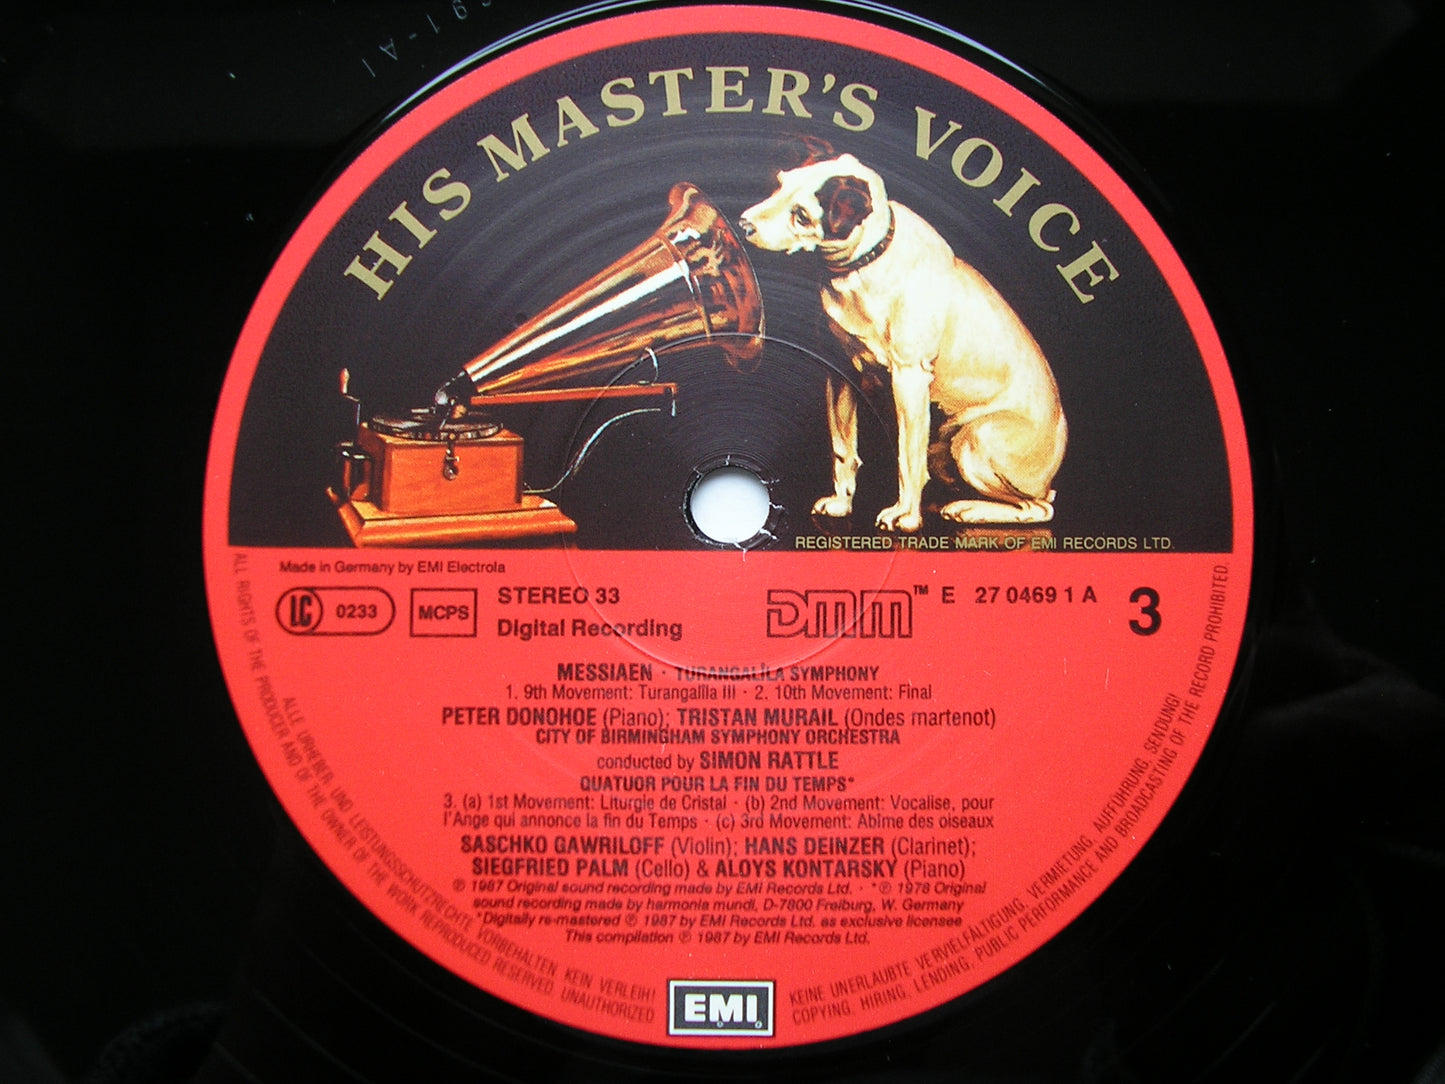 691-A1
HIS MASTER'S VOICE
REGISTERED TRADE MARK OF EMI RECORDS LTD.
Made in Germany by EMI Electrola
LC 0233
MCPS
STEREO 33
Digital Recording
DMM™
E 27 0469 1 A
3
MESSIAEN · TURANGALÎLA SYMPHONY
1. 9th Movement: Turangalîla III · 2. 10th Movement: Final
PETER DONOHOE (Piano); TRISTAN MURAIL (Ondes martenot)
CITY OF BIRMINGHAM SYMPHONY ORCHESTRA
conducted by SIMON RATTLE
QUATUOR POUR LA FIN DU TEMPS*
3. (a) 1st Movement: Liturgie de Cristal · (b) 2nd Movement: Vocalise, pour
l'Ange qui annonce la fin du Temps · (c) 3rd Movement: Abîme des oiseaux
SASCHKO GAWRILOFF (Violin); HANS DEINZER (Clarinet);
SIEGFRIED PALM (Cello) & ALOYS KONTARSKY (Piano)
℗ 1987 Original sound recording made by EMI Records Ltd. · *℗ 1978 Original
sound recording made by harmonia mundi, D-7800 Freiburg, W. Germany
*Digitally re-mastered ℗ 1987 by EMI Records Ltd. as exclusive licensee
This compilation ℗ 1987 by EMI Records Ltd.
ALLE URHEBER- UND LEISTUNGSSCHUTZRECHTE VORBEHALTEN KEIN VERLEIH!
KEINE UNERLAUBTE VERVIELFÄLTIGUNG, VERMIETUNG, AUFFÜHRUNG, SENDUNG!
ALL RIGHTS OF THE PRODUCER AND OF THE OWNER OF THE WORK REPRODUCED RESERVED. UNAUTHORIZED
COPYING, HIRING, LENDING, PUBLIC PERFORMANCE AND BROADCASTING OF THE RECORD PROHIBITED.
EMI